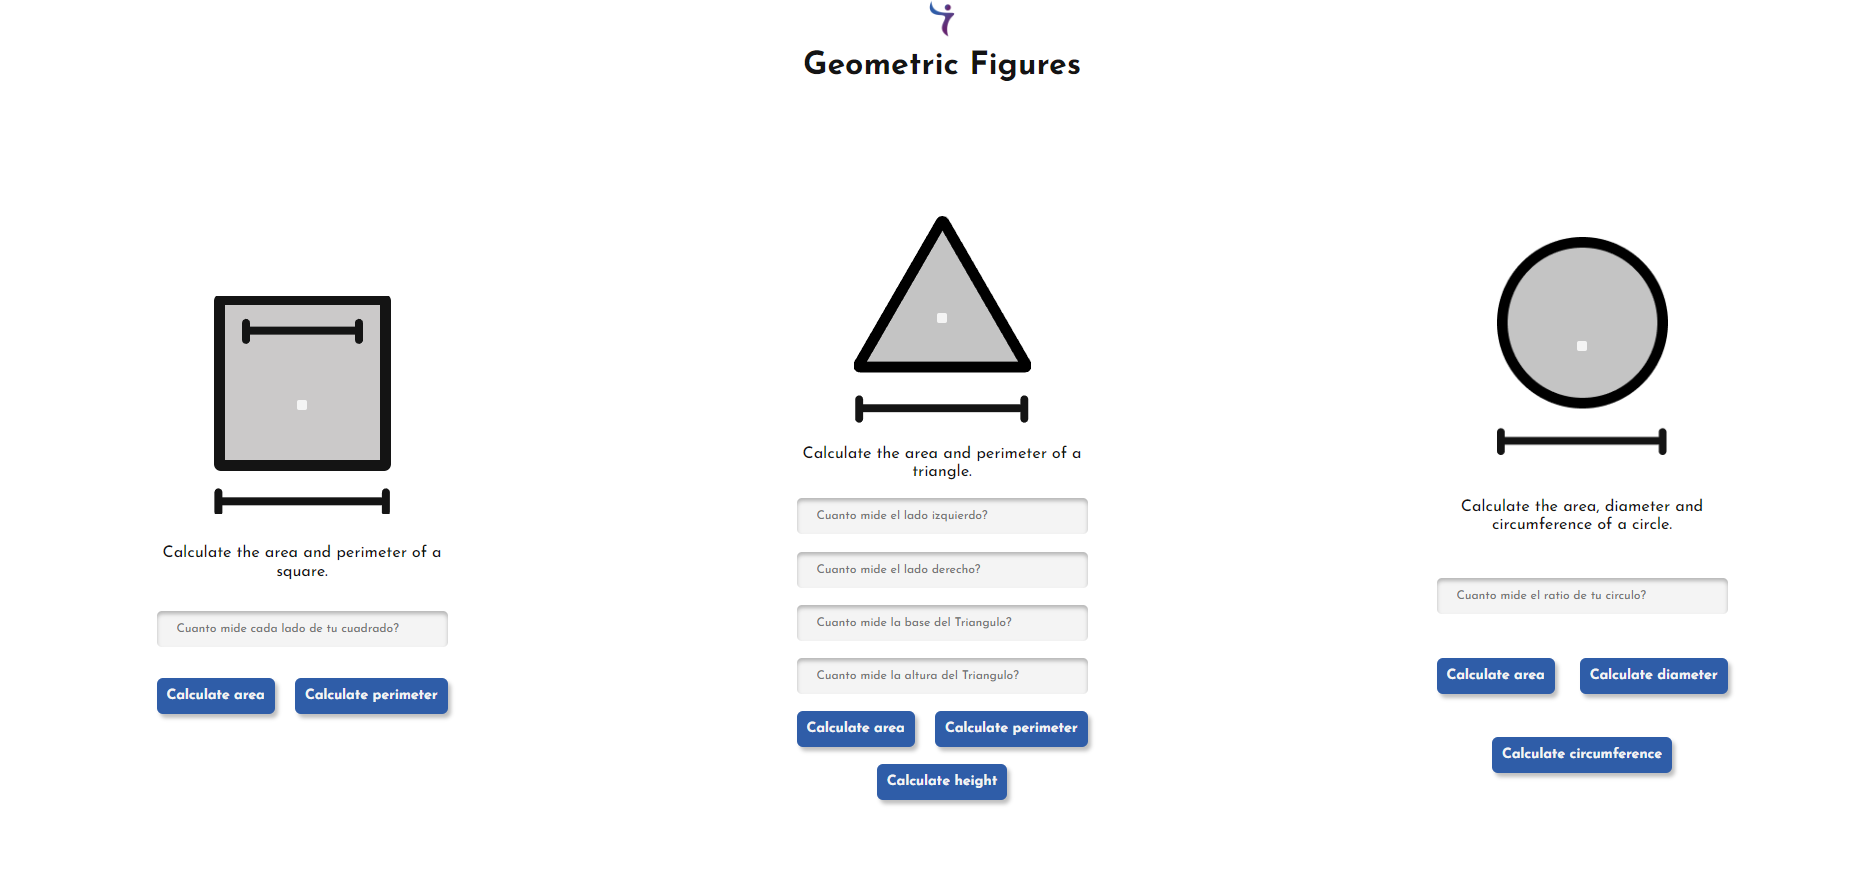 Geometric Figures
Calculate the area and perimeter of a
square.
Cuanto mide cada lado de tu cuadrado?
Calculate area
Calculate perimeter
Calculate the area and perimeter of a
triangle.
Cuanto mide el lado izquierdo?
Cuanto mide el lado derecho?
Cuanto mide la base del Triangulo?
Cuanto mide la altura del Triangulo?
Calculate area
Calculate perimeter
Calculate height
Calculate the area, diameter and
circumference of a circle.
Cuanto mide el ratio de tu circulo?
Calculate area
Calculate diameter
Calculate circumference